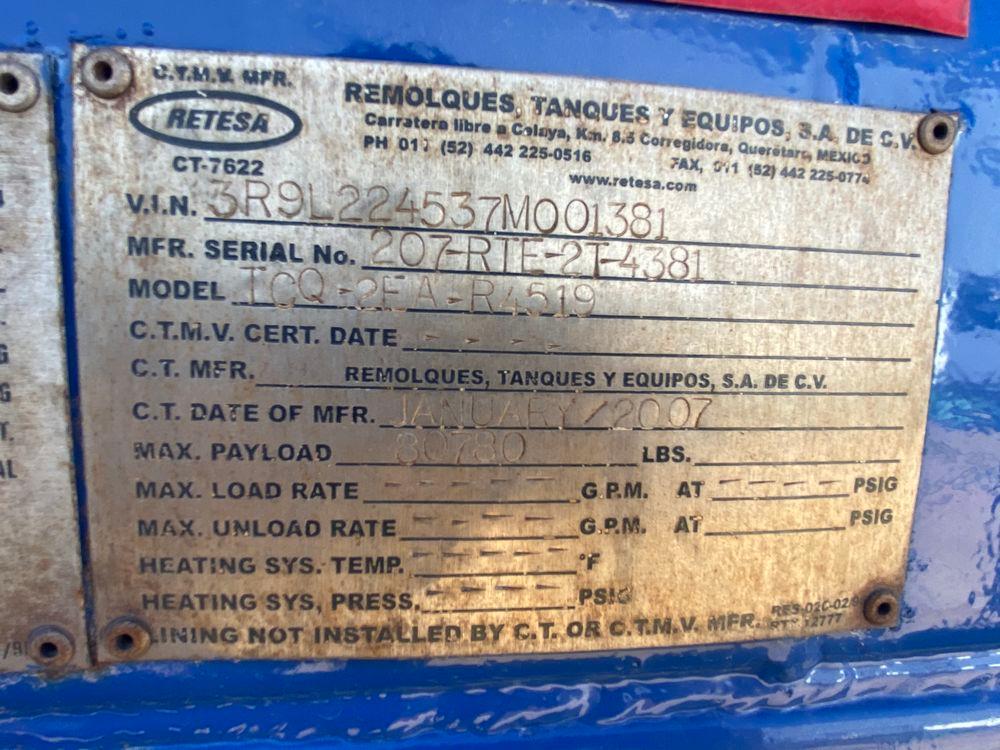 C.T.M.V. MFR.
RETESA
CT-7622
REMOLQUES, TANQUES Y EQUIPOS, S.A. DE C.V.
Carratera libre a Celaya, Km. 8.5 Corregidora, Queretaro, MEXICO
PH 011 (52) 442 225-0516 FAX, 011 (52) 442 225-0774
www.retesa.com
V.I.N. 3R9L224537M001381
MFR. SERIAL No. 207-RTE-2T-4381
MODEL TCQ-2EA-R4519
C.T.M.V. CERT. DATE - - - -
C.T. MFR. REMOLQUES, TANQUES Y EQUIPOS, S.A. DE C.V.
C.T. DATE OF MFR. JANUARY/2007
MAX. PAYLOAD 80780 LBS.
MAX. LOAD RATE - - - - - G.P.M. AT - - - - PSIG
MAX. UNLOAD RATE - - - - G.P.M. AT PSIG
HEATING SYS. TEMP. - - - - - °F
HEATING SYS, PRESS. - - - - PSIG
LINING NOT INSTALLED BY C.T. OR C.T.M.V. MFR.